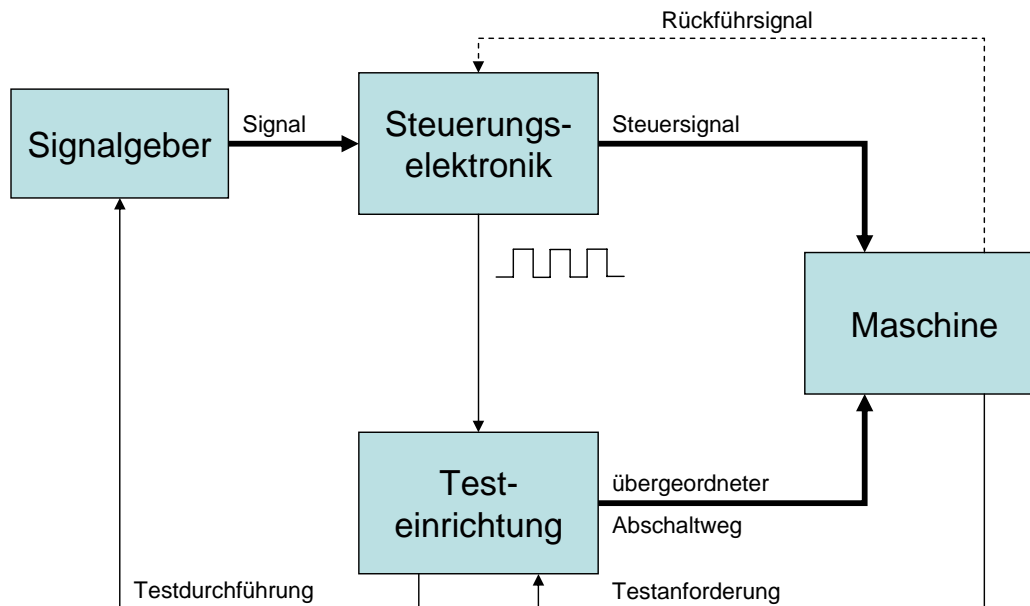 Rückführsignal
Signalgeber
Signal
Steuerungs-
elektronik
Steuersignal
Maschine
Test-
einrichtung
übergeordneter
Abschaltweg
Testdurchführung
Testanforderung